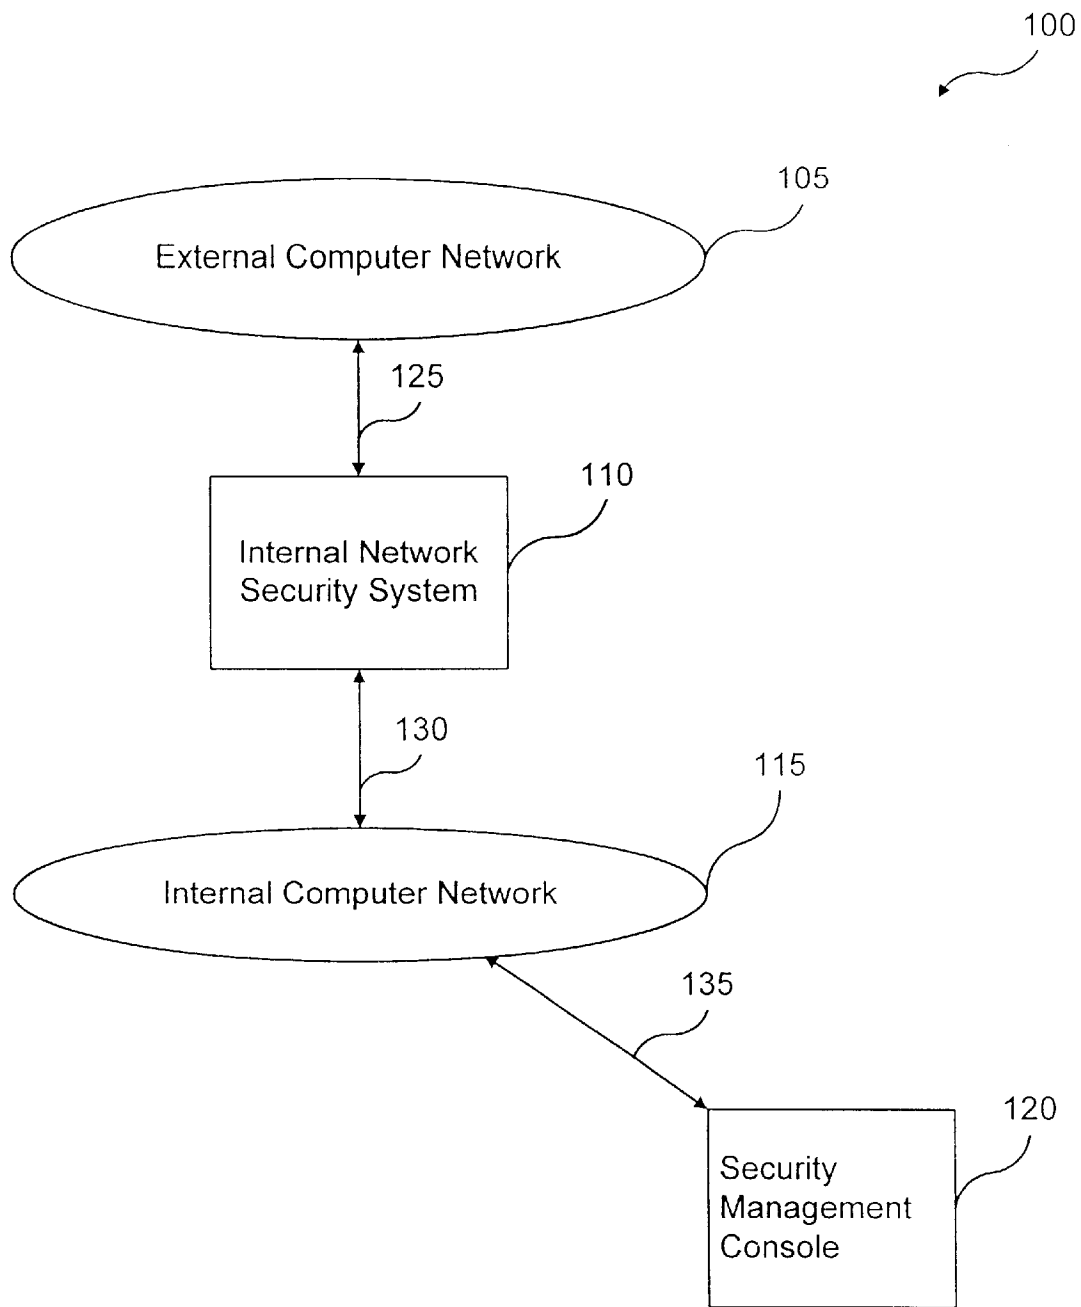 100
105
External Computer Network
125
110
Internal Network
Security System
130
115
Internal Computer Network
135
120
Security
Management
Console